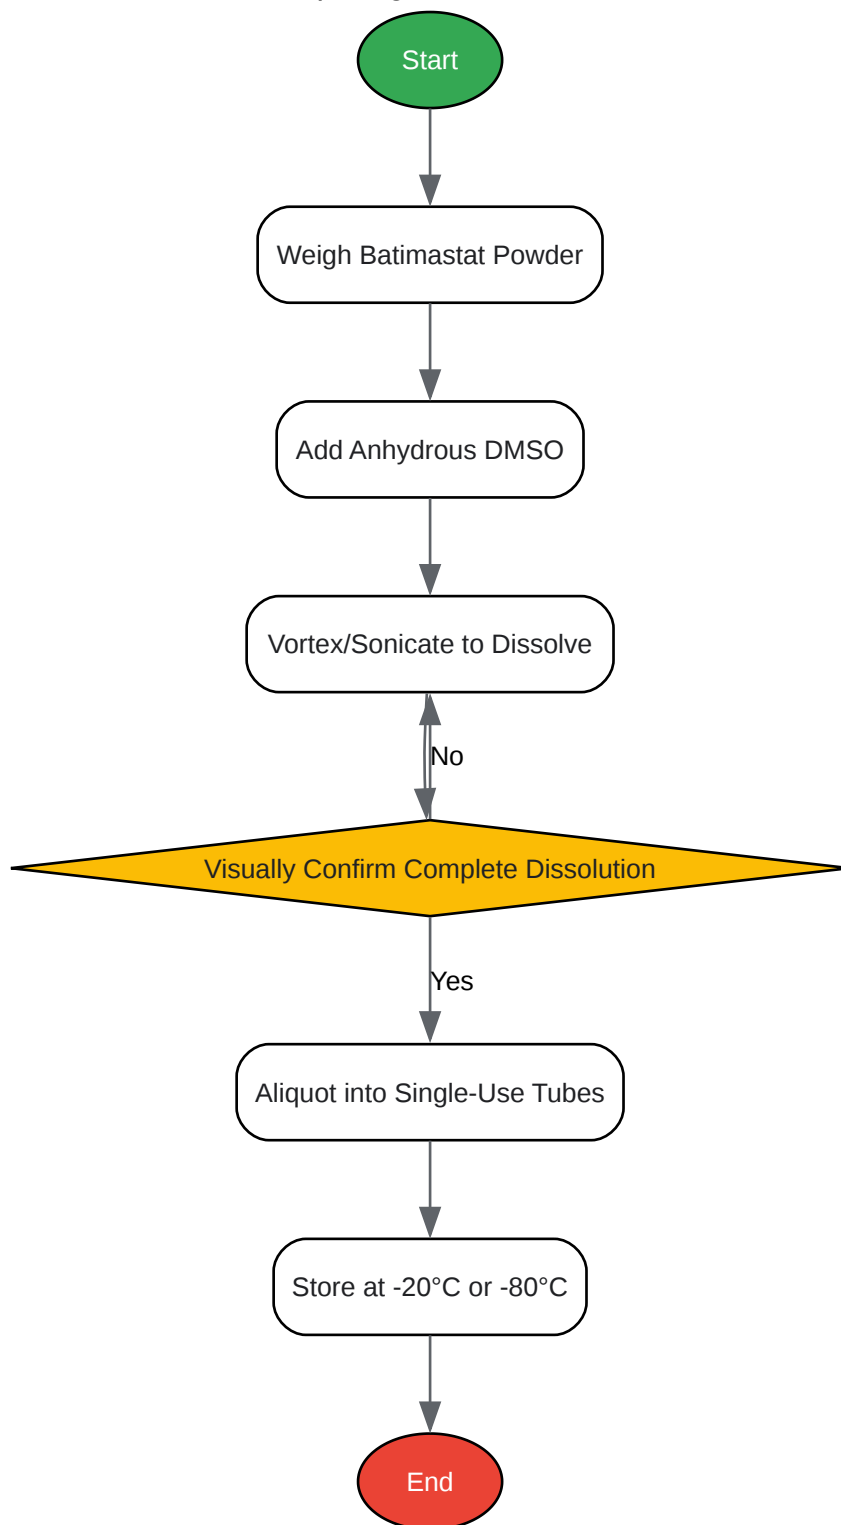 Start
Weigh Batimastat Powder
Add Anhydrous DMSO
Vortex/Sonicate to Dissolve
No
Visually Confirm Complete Dissolution
Yes
Aliquot into Single-Use Tubes
Store at -20°C or -80°C
End